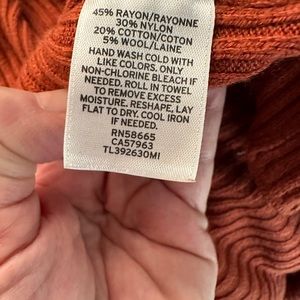 45% RAYON/RAYONNE
30% NYLON
20% COTTON/COTON
5% WOOL/LAINE
HAND WASH COLD WITH
LIKE COLORS. ONLY
NON-CHLORINE BLEACH IF
NEEDED. ROLL IN TOWEL
TO REMOVE EXCESS
MOISTURE. RESHAPE, LAY
FLAT TO DRY. COOL IRON
IF NEEDED.
RN58665
CA57963
TL392630MI